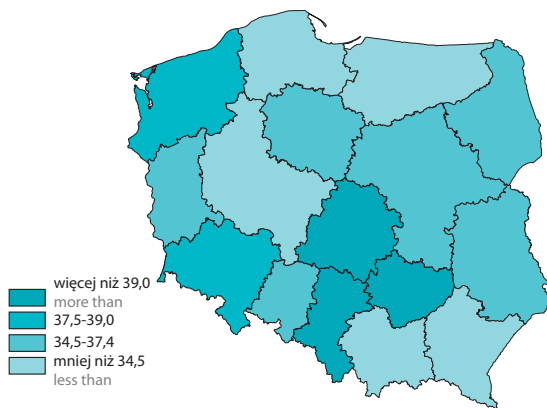 więcej niż 39,0
more than
37,5-39,0
34,5-37,4
mniej niż 34,5
less than